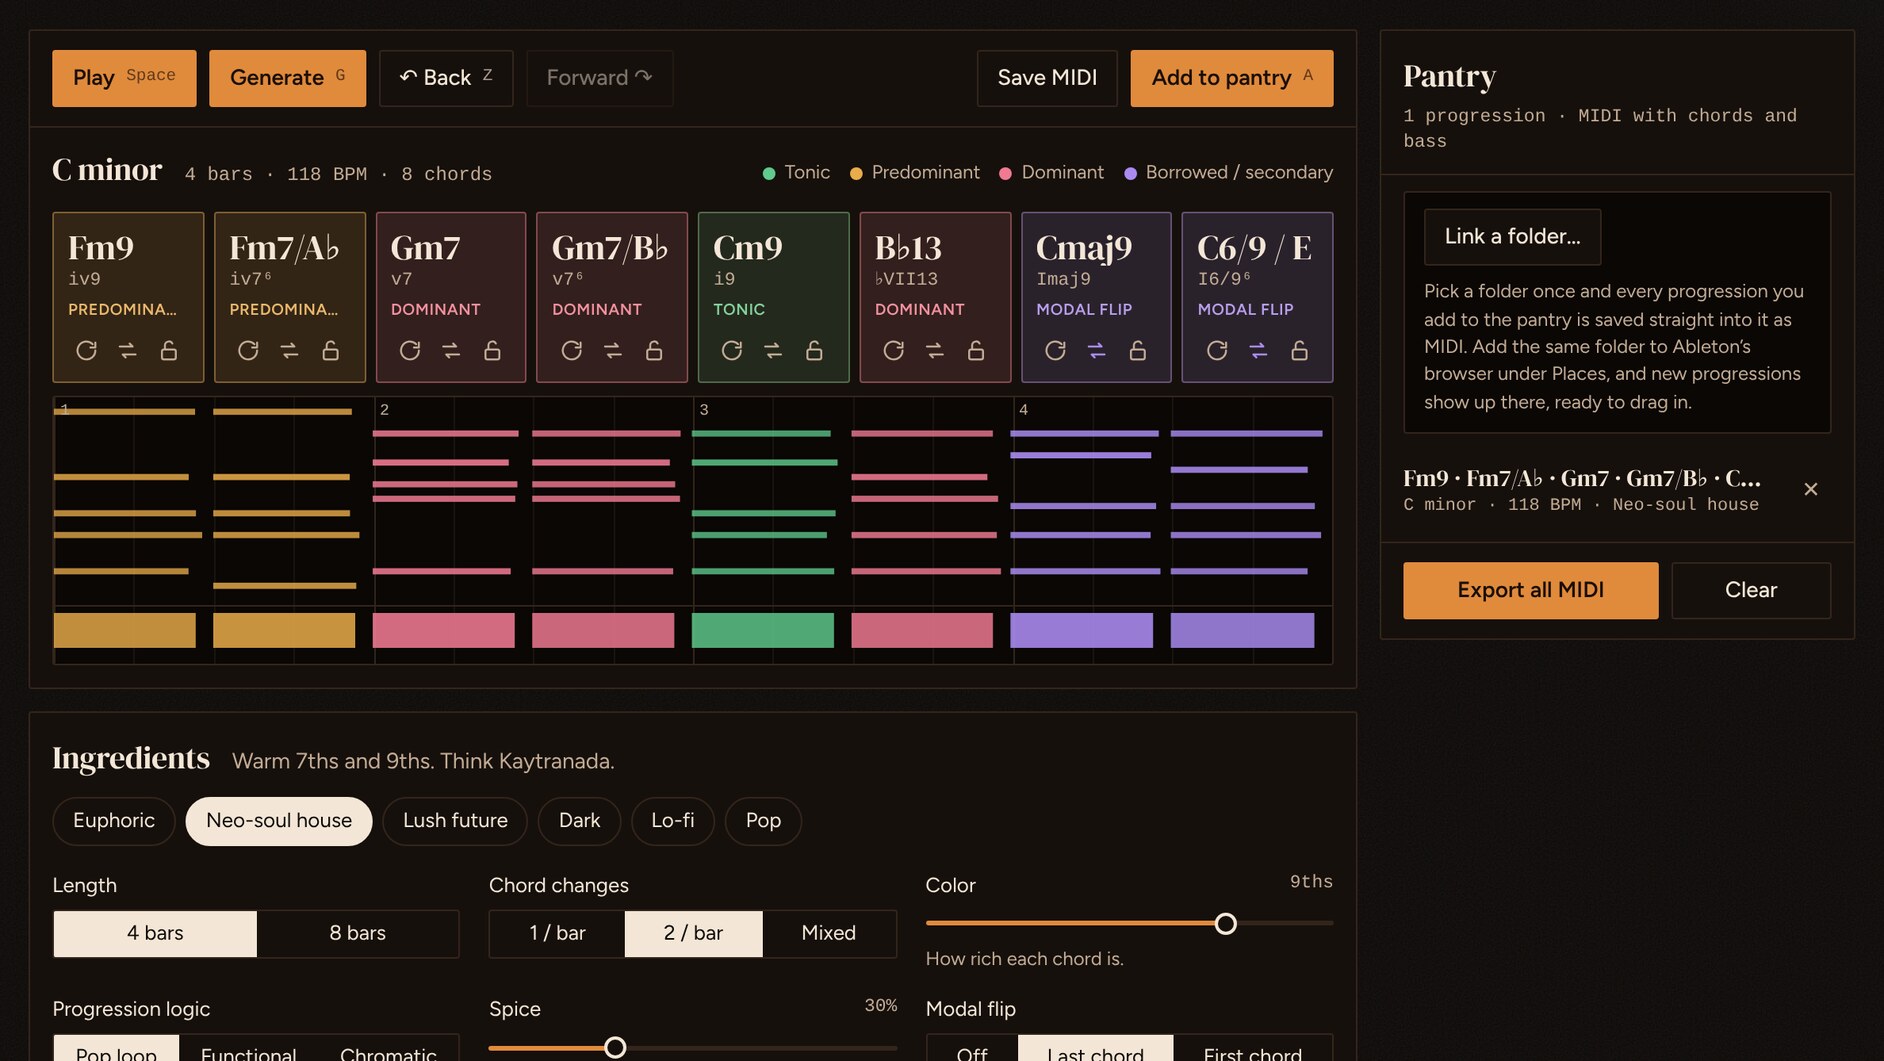 Play Space Generate G ↶ Back Z Forward ↷ Save MIDI Add to pantry A
C minor 4 bars · 118 BPM · 8 chords Tonic Predominant Dominant Borrowed / secondary
Fm9 Fm7/A♭ Gm7 Gm7/B♭ Cm9 B♭13 Cmaj9 C6/9 / E
iv9 iv7⁶ v7 v7⁶ i9 ♭VII13 Imaj9 I6/9⁶
PREDOMINA... PREDOMINA... DOMINANT DOMINANT TONIC DOMINANT MODAL FLIP MODAL FLIP
1 2 3 4
Ingredients Warm 7ths and 9ths. Think Kaytranada.
Euphoric Neo-soul house Lush future Dark Lo-fi Pop
Length Chord changes Color 9ths
4 bars 8 bars 1 / bar 2 / bar Mixed
How rich each chord is.
Progression logic Spice 30% Modal flip
Pop loop Functional Chromatic Off Last chord First chord
Pantry
1 progression · MIDI with chords and
bass
Link a folder...
Pick a folder once and every progression you
add to the pantry is saved straight into it as
MIDI. Add the same folder to Ableton’s
browser under Places, and new progressions
show up there, ready to drag in.
Fm9 · Fm7/A♭ · Gm7 · Gm7/B♭ · C...
C minor · 118 BPM · Neo-soul house
Export all MIDI Clear